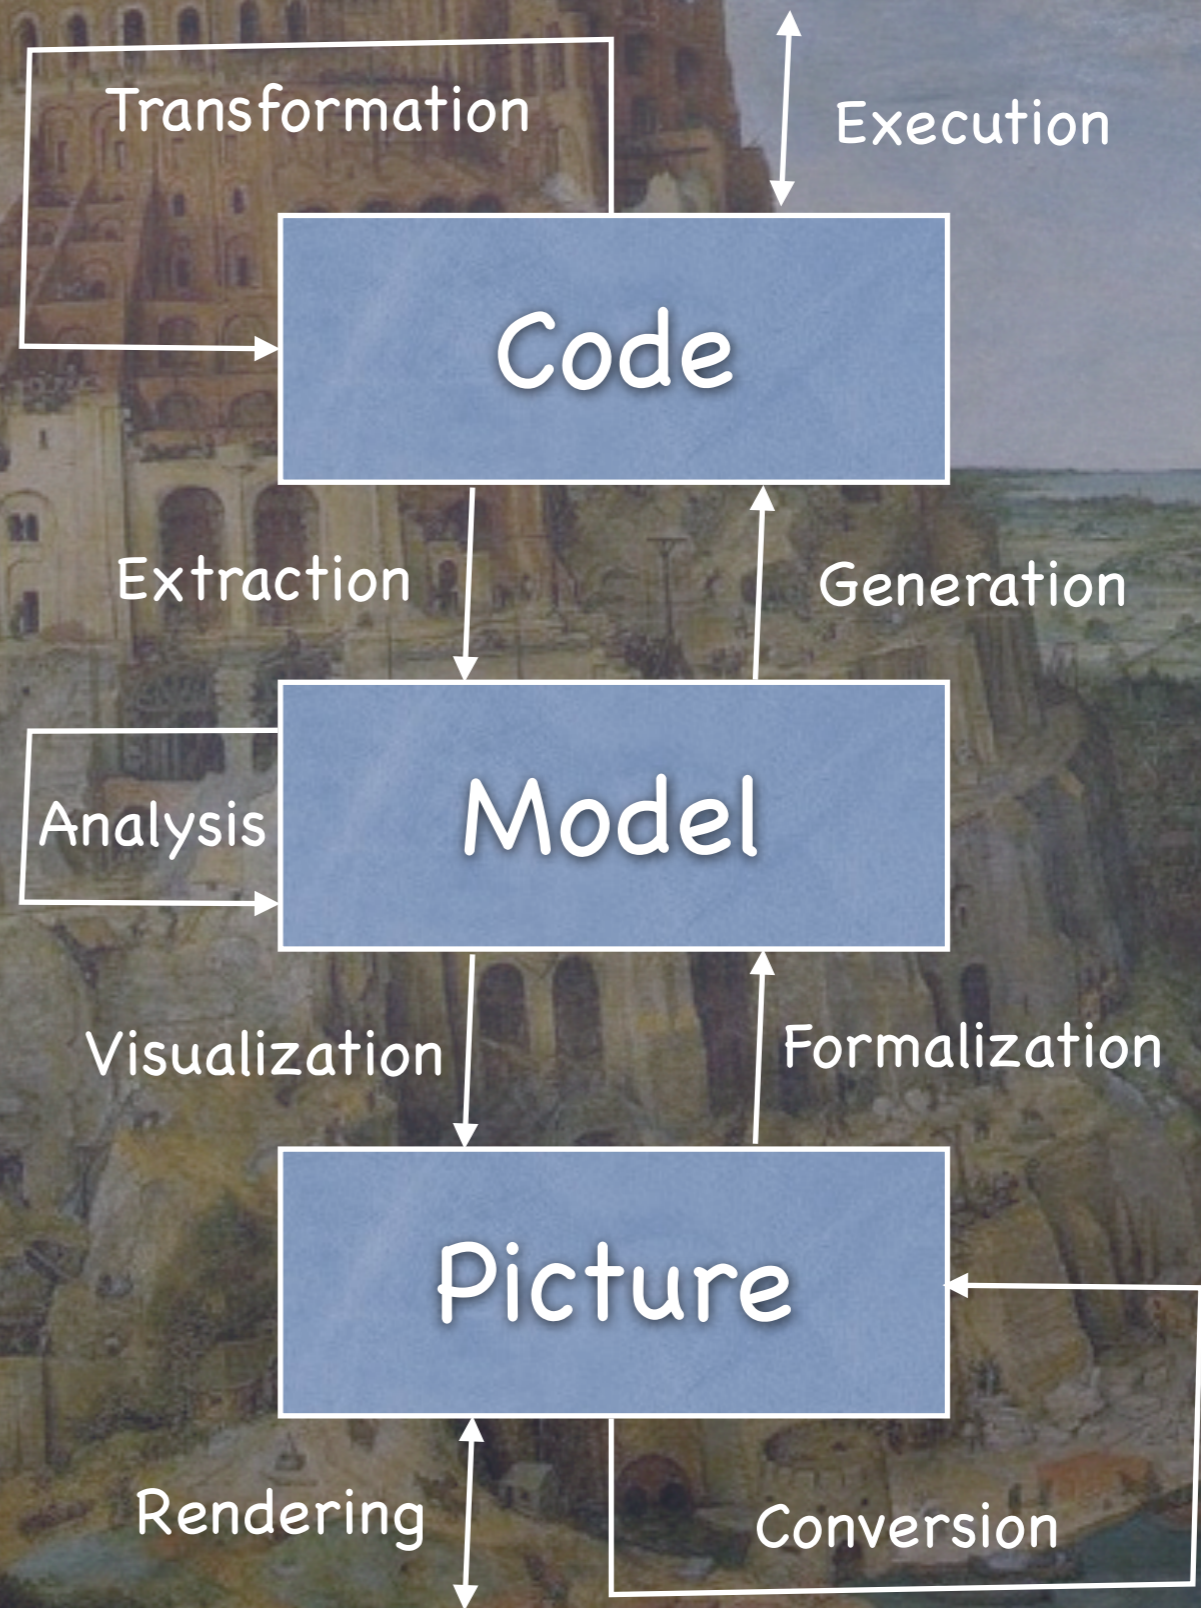 Transformation
Execution
Code
Extraction
Generation
Model
Analysis
Visualization
Formalization
Picture
Rendering
Conversion